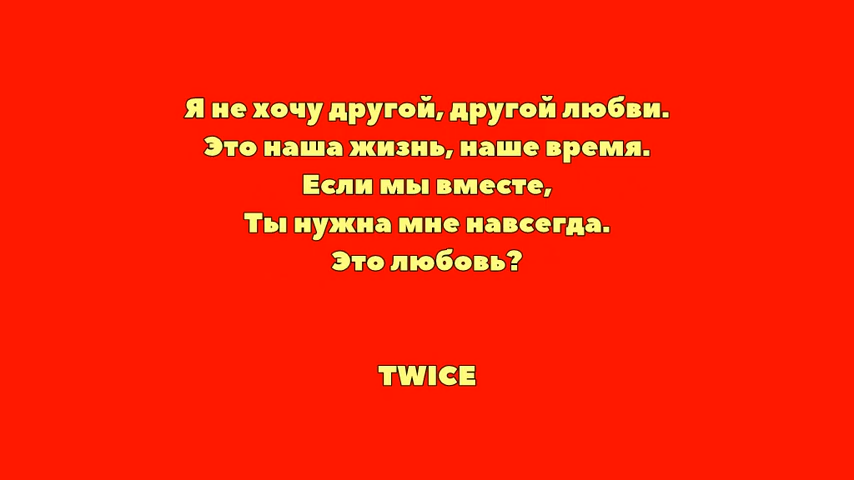 Я не хочу другой, другой любви.
Это наша жизнь, наше время.
Если мы вместе,
Ты нужна мне навсегда.
Это любовь?
TWICE